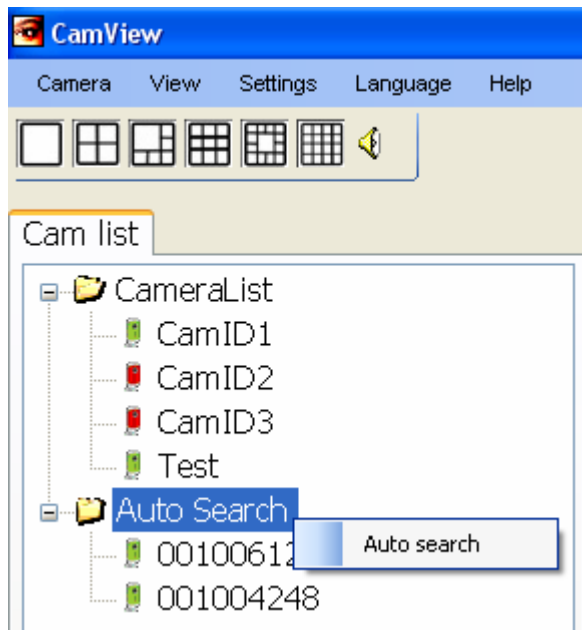 CamView
Camera View Settings Language Help
Cam list
CameraList
CamID1
CamID2
CamID3
Test
Auto Search
Auto search
001004248